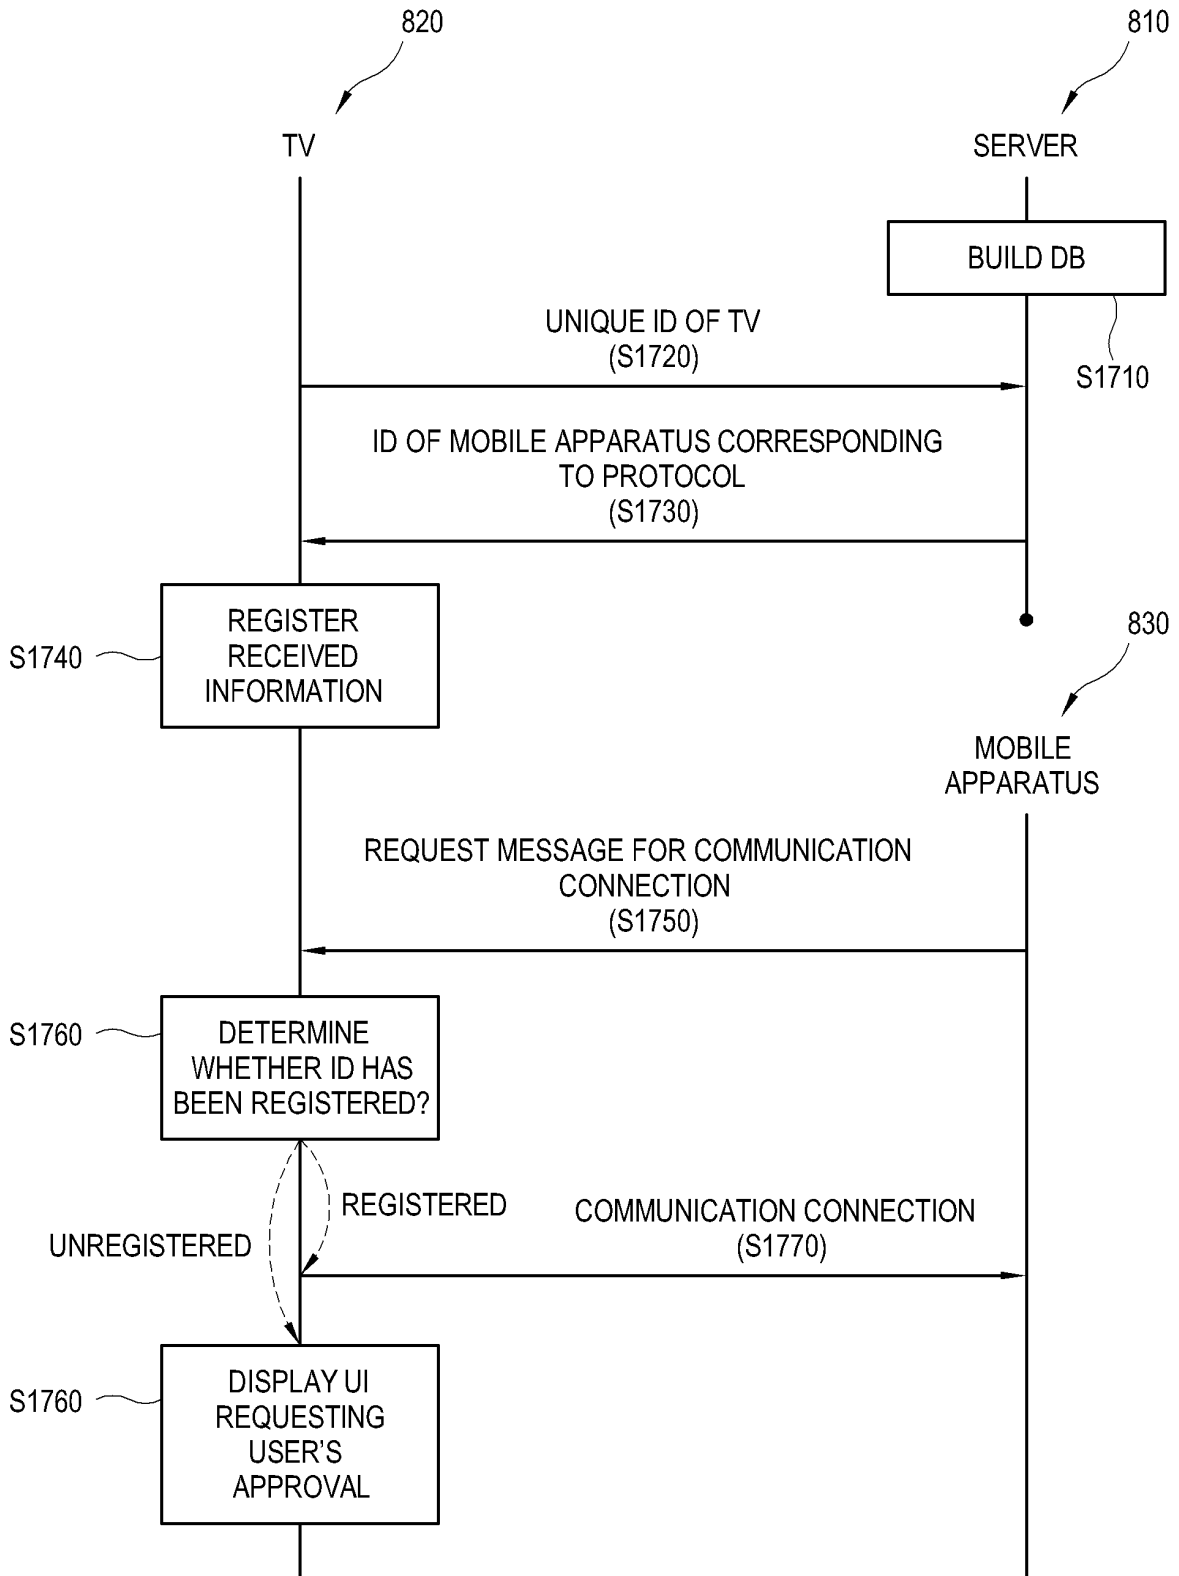 820
810
TV
SERVER
BUILD DB
S1710
UNIQUE ID OF TV
(S1720)
ID OF MOBILE APPARATUS CORRESPONDING
TO PROTOCOL
(S1730)
REGISTER
RECEIVED
INFORMATION
S1740
830
MOBILE
APPARATUS
REQUEST MESSAGE FOR COMMUNICATION
CONNECTION
(S1750)
S1760
DETERMINE
WHETHER ID HAS
BEEN REGISTERED?
REGISTERED
UNREGISTERED
COMMUNICATION CONNECTION
(S1770)
S1760
DISPLAY UI
REQUESTING
USER'S
APPROVAL